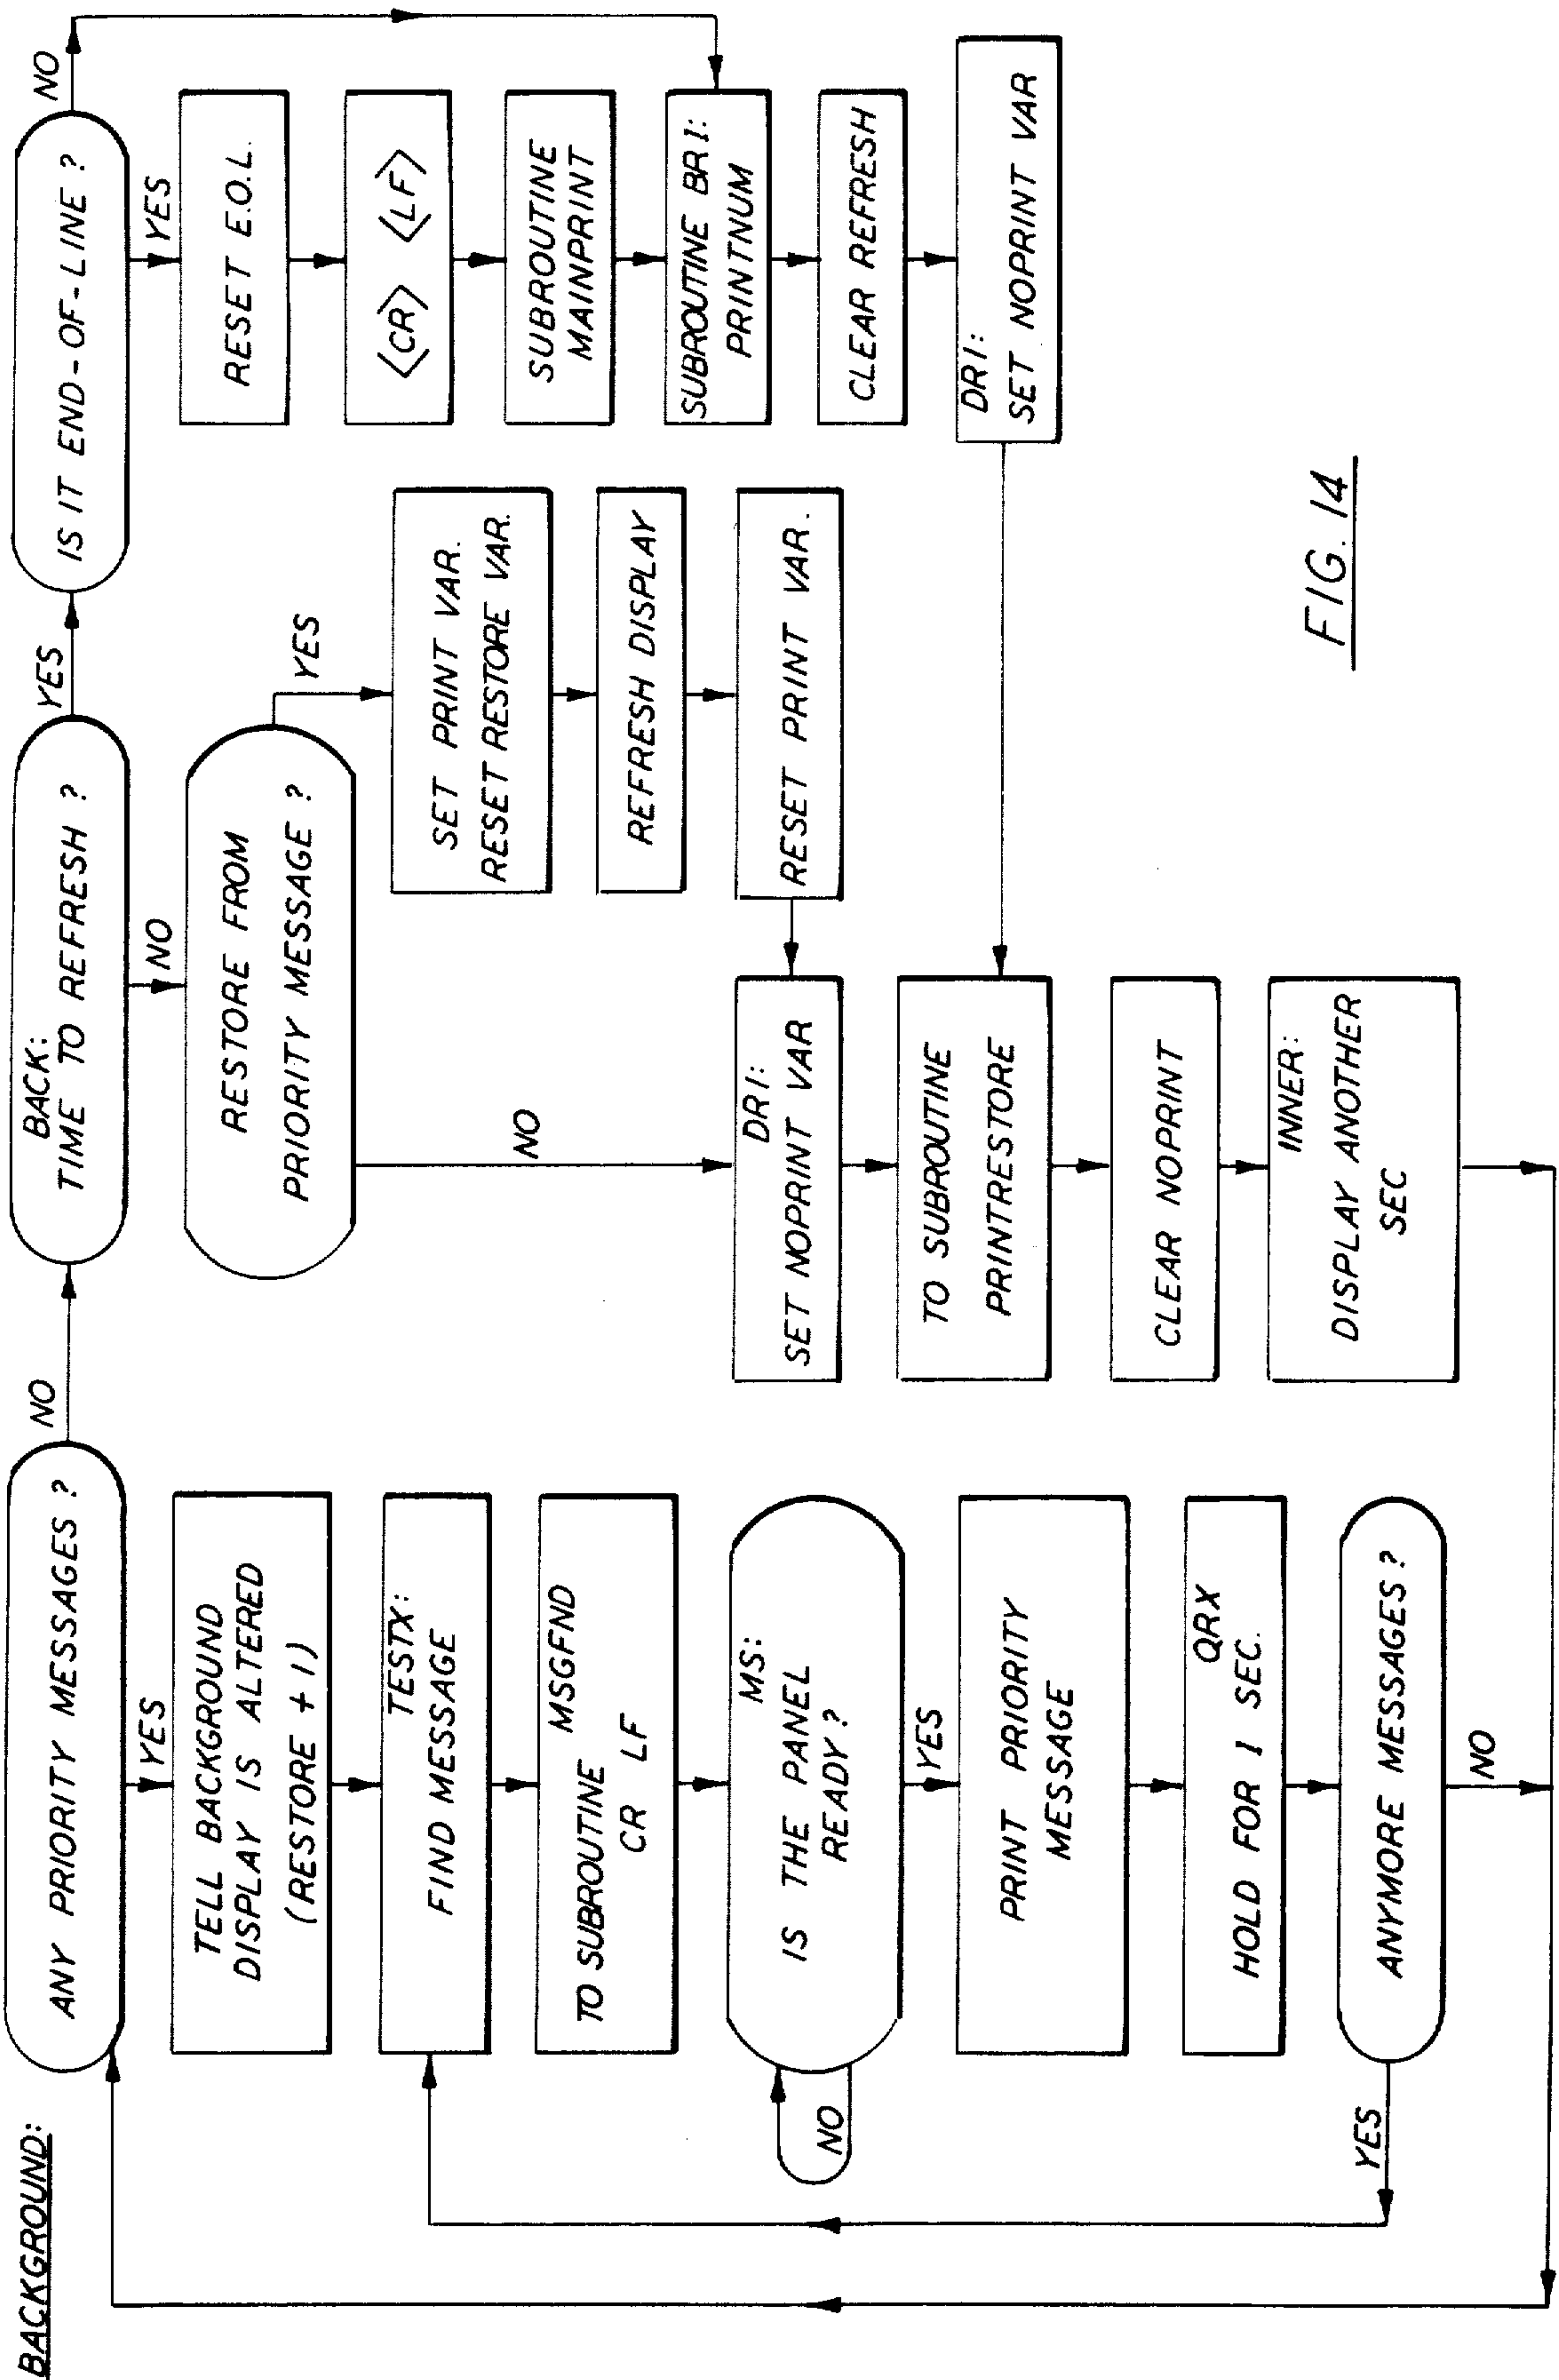 BACKGROUND:
ANY PRIORITY MESSAGES ?
NO
YES
TELL BACKGROUND
DISPLAY IS ALTERED
(RESTORE + 1)
TESTX:
FIND MESSAGE
MSGFND
TO SUBROUTINE
CR LF
MS:
IS THE PANEL
READY ?
NO
YES
PRINT PRIORITY
MESSAGE
QRX
HOLD FOR 1 SEC.
ANYMORE MESSAGES ?
YES
NO
BACK:
TIME TO REFRESH ?
YES
NO
RESTORE FROM
PRIORITY MESSAGE ?
YES
NO
SET PRINT VAR.
RESET RESTORE VAR.
REFRESH DISPLAY
RESET PRINT VAR.
DR1:
SET NOPRINT VAR
TO SUBROUTINE
PRINTRESTORE
CLEAR NOPRINT
INNER:
DISPLAY ANOTHER
SEC
IS IT END-OF-LINE ?
NO
YES
RESET E.O.L.
<CR> <LF>
SUBROUTINE
MAINPRINT
SUBROUTINE BR1:
PRINTNUM
CLEAR REFRESH
DR1:
SET NOPRINT VAR
FIG. 14